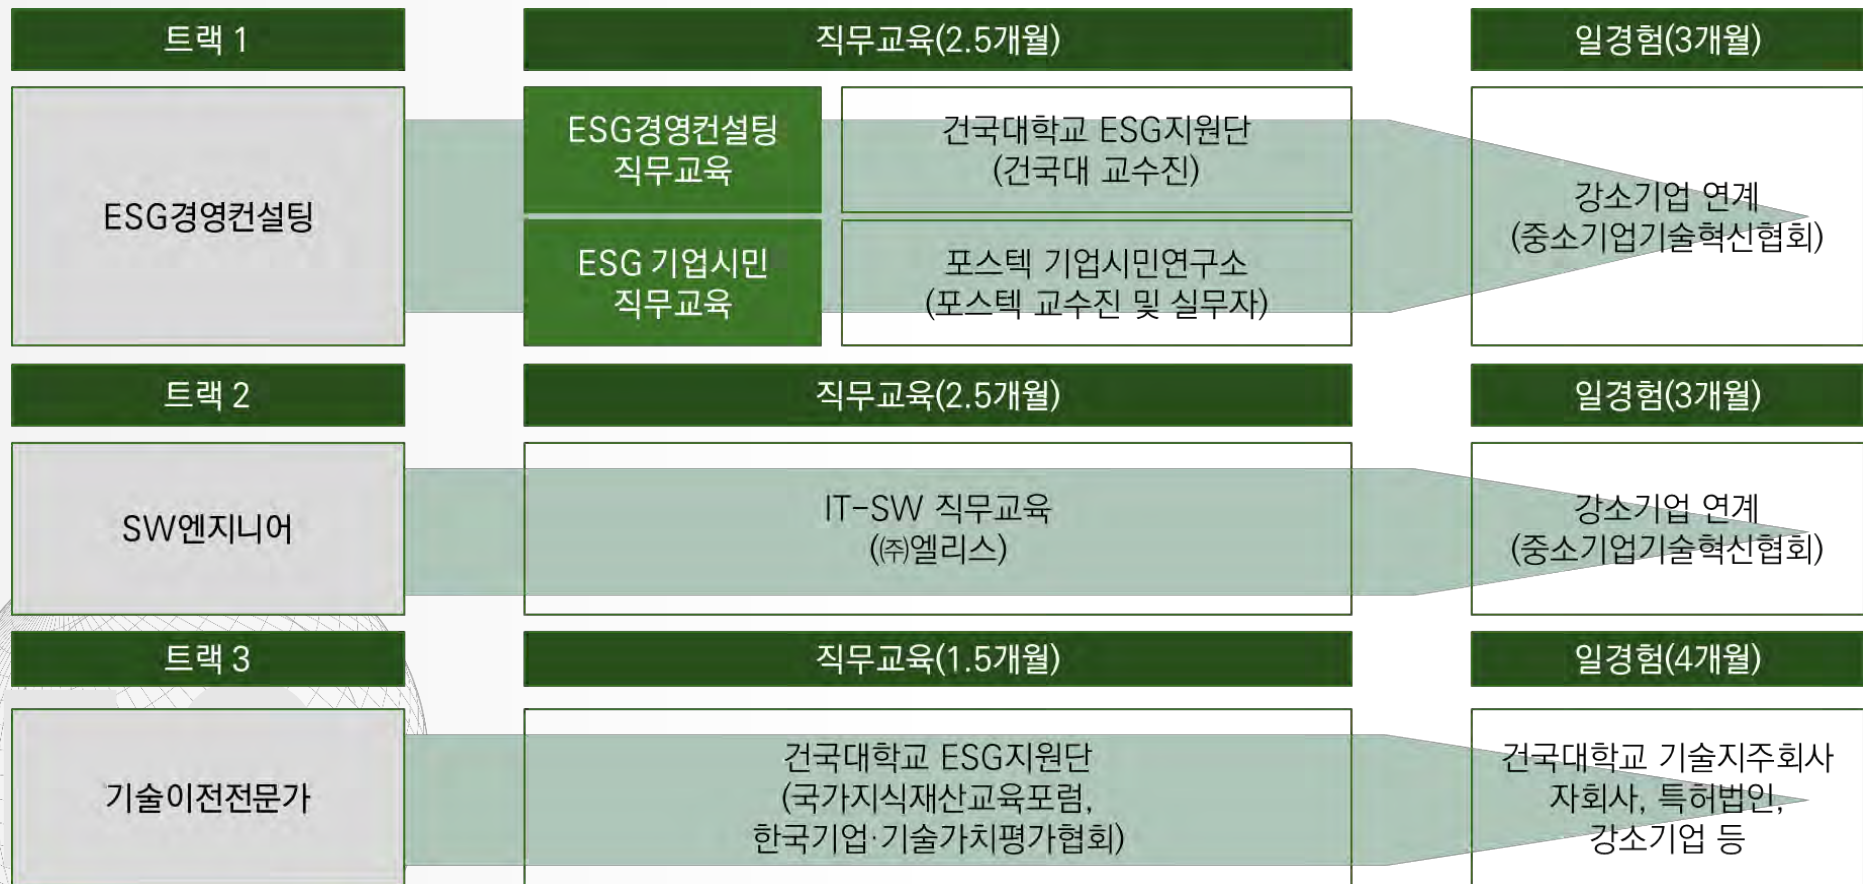 트랙 1
직무교육(2.5개월)
일경험(3개월)
ESG경영컨설팅
ESG경영컨설팅
직무교육
건국대학교 ESG지원단
(건국대 교수진)
ESG 기업시민
직무교육
포스텍 기업시민연구소
(포스텍 교수진 및 실무자)
강소기업 연계
(중소기업기술혁신협회)
트랙 2
직무교육(2.5개월)
일경험(3개월)
SW엔지니어
IT-SW 직무교육
(㈜엘리스)
강소기업 연계
(중소기업기술혁신협회)
트랙 3
직무교육(1.5개월)
일경험(4개월)
기술이전전문가
건국대학교 ESG지원단
(국가지식재산교육포럼,
한국기업·기술가치평가협회)
건국대학교 기술지주회사
자회사, 특허법인,
강소기업 등